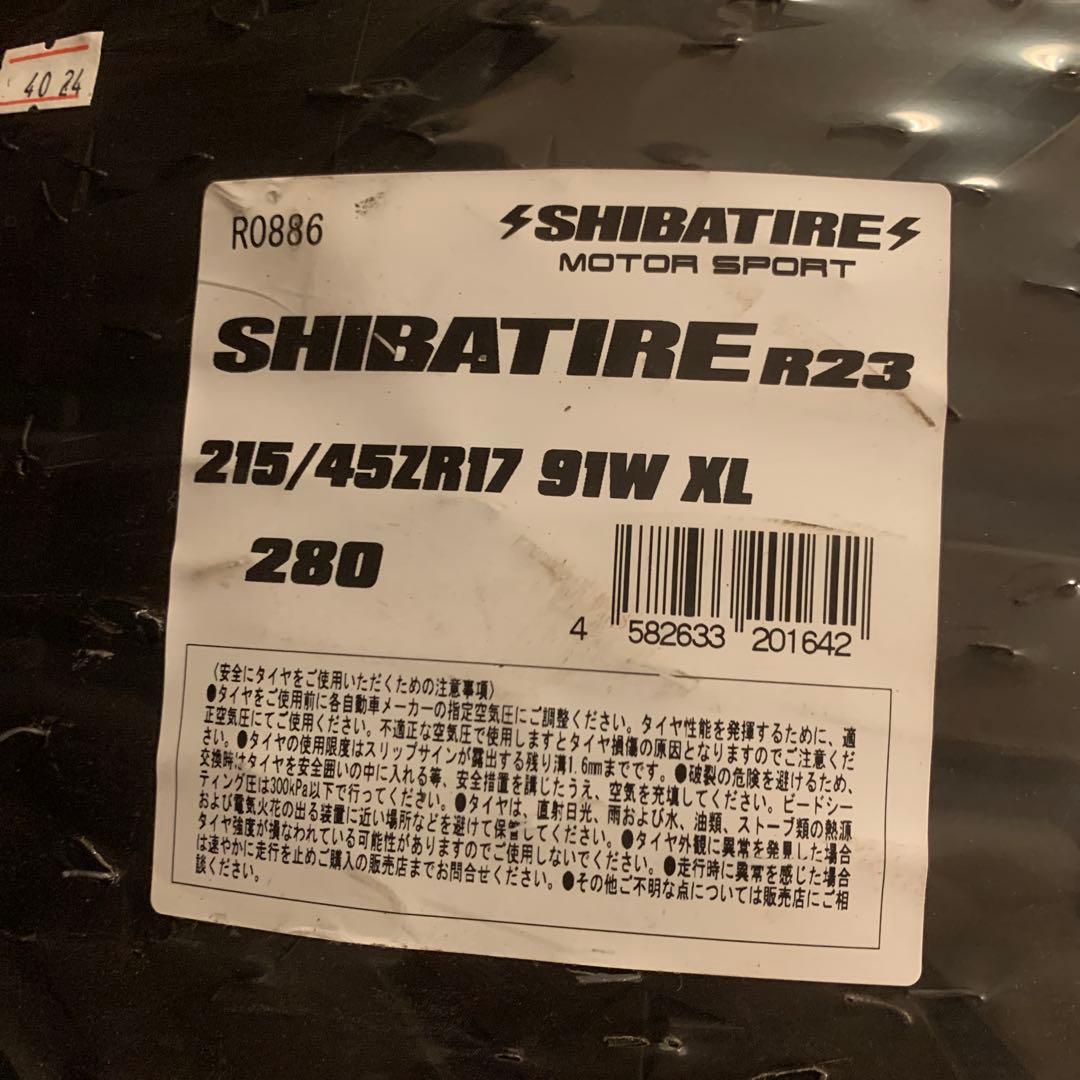 40 24
R0886
SHIBATIRE
MOTOR SPORT
SHIBATIRE R23
215/45ZR17 91W XL
280
4 582633 201642
〈安全にタイヤをご使用いただくための注意事項〉
●タイヤをご使用前に各自動車メーカーの指定空気圧にご調整ください。タイヤ性能を発揮するために、適
正空気圧にてご使用ください。不適正な空気圧で使用しますとタイヤ損傷の原因となりますのでご注意くだ
さい。●タイヤの使用限度はスリップサインが露出する残り溝1.6mmまでです。●破裂の危険を避けるため、
交換時はタイヤを安全囲いの中に入れる等、安全措置を講じたうえ、空気を充填してください。ビードシー
ティング圧は300kPa以下で行ってください。●タイヤは、直射日光、雨および水、油類、ストーブ類の熱源
および電気火花の出る装置に近い場所などを避けて保管してください。●タイヤ外観に異常を発見した場合
タイヤ強度が損なわれている可能性がありますのでご使用しないでください。●走行時に異常を感じた場合
は速やかに走行を止めご購入の販売店までお問合せください。●その他ご不明な点については販売店にご相
談ください。